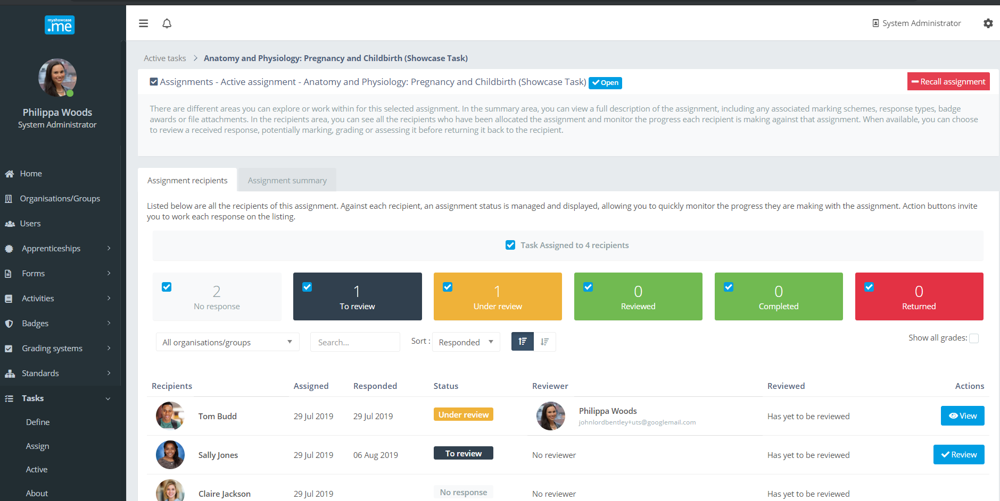 myshowcase
.me
System Administrator
Philippa Woods
System Administrator
Home
Organisations/Groups
Users
Apprenticeships
Forms
Activities
Badges
Grading systems
Standards
Tasks
Define
Assign
Active
About
Active tasks > Anatomy and Physiology: Pregnancy and Childbirth (Showcase Task)
Assignments - Active assignment - Anatomy and Physiology: Pregnancy and Childbirth (Showcase Task) Open
Recall assignment
There are different areas you can explore or work within for this selected assignment. In the summary area, you can view a full description of the assignment, including any associated marking schemes, response types, badge
awards or file attachments. In the recipients area, you can see all the recipients who have been allocated the assignment and monitor the progress each recipient is making against that assignment. When available, you can choose
to review a received response, potentially marking, grading or assessing it before returning it back to the recipient.
Assignment recipients
Assignment summary
Listed below are all the recipients of this assignment. Against each recipient, an assignment status is managed and displayed, allowing you to quickly monitor the progress they are making with the assignment. Action buttons invite
you to work each response on the listing.
Task Assigned to 4 recipients
2
No response
1
To review
1
Under review
0
Reviewed
0
Completed
0
Returned
All organisations/groups
Search...
Sort : Responded
Show all grades:
Recipients Assigned Responded Status Reviewer Reviewed Actions
Tom Budd 29 Jul 2019 29 Jul 2019 Under review Philippa Woods Has yet to be reviewed View
johnlordbentley+uts@googlemail.com
Sally Jones 29 Jul 2019 06 Aug 2019 To review No reviewer Has yet to be reviewed Review
Claire Jackson 29 Jul 2019 No response No reviewer Has yet to be reviewed